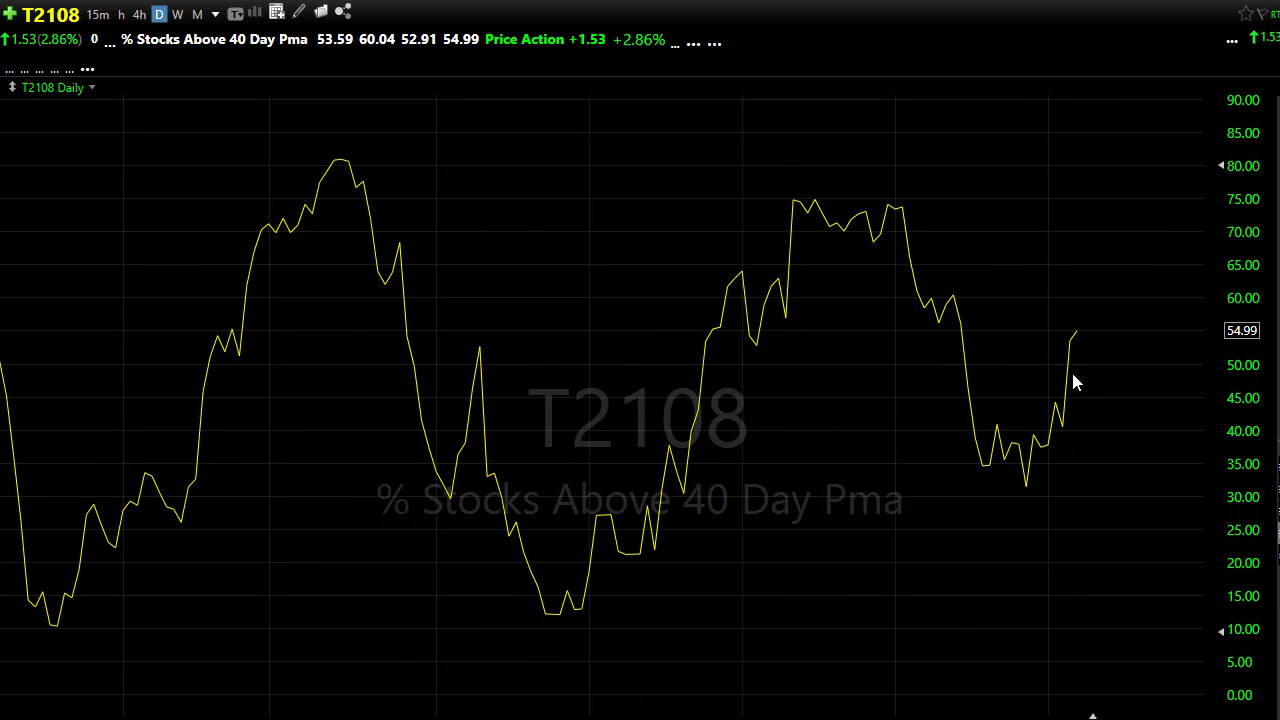 T2108 15m h 4h D W M
RT
1.53(2.86%) 0 ... % Stocks Above 40 Day Pma 53.59 60.04 52.91 54.99 Price Action +1.53 +2.86% ... ... ... ... 1.53
... ... ... ... ... ...
T2108 Daily
90.00
85.00
80.00
75.00
70.00
65.00
60.00
54.99
50.00
45.00
40.00
35.00
30.00
25.00
20.00
15.00
10.00
5.00
0.00
T2108
% Stocks Above 40 Day Pma